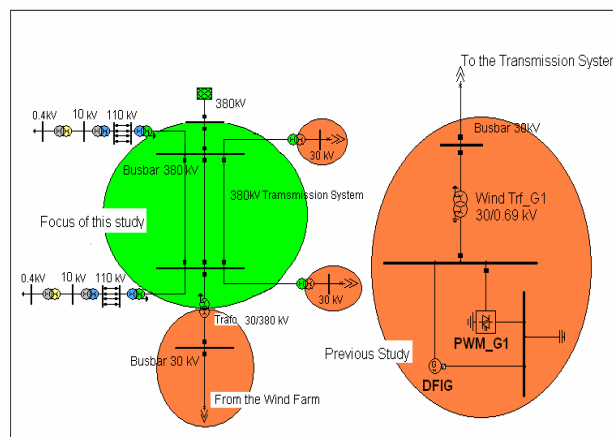 To the Transmission System
380kV
0.4kV 10 kV 110 kV
Busbar 30kV
30 kV
Busbar 380 kV
380kV Transmission System
Wind Trf_G1
30/0.69 kV
Focus of this study
0.4kV 10 kV 110 kV
30 kV
Trafo 30/380 kV
PWM_G1
Busbar 30 kV
Previous Study
DFIG
G
From the Wind Farm